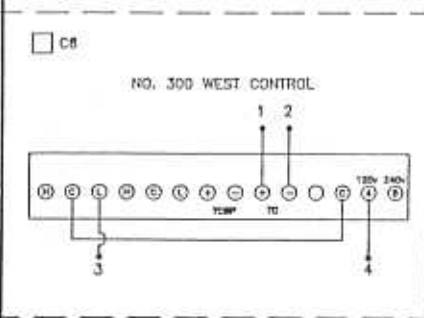 C8
NO. 300 WEST CONTROL
1 2
120v 240v
H C L H C L + - + - C A B
TEMP TC
3 4